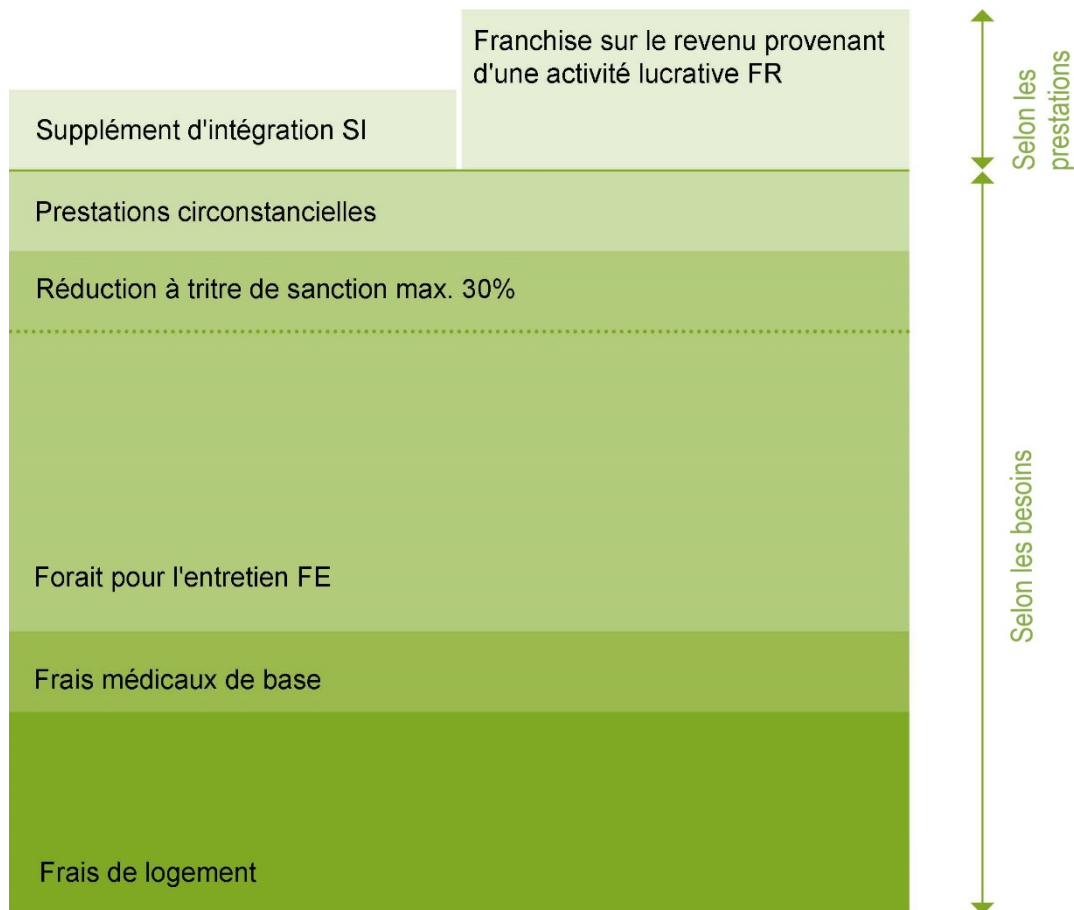 Franchise sur le revenu provenant
d'une activité lucrative FR
Supplément d'intégration SI
Prestations circonstancielles
Réduction à tritre de sanction max. 30%
Forait pour l'entretien FE
Frais médicaux de base
Frais de logement
Selon les
prestations
Selon les besoins